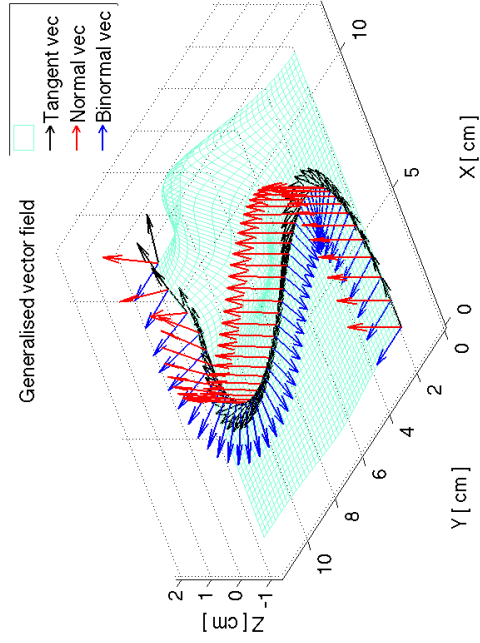 Generalised vector field
Tangent vec
Normal vec
Binormal vec
Z[cm]
2
1
0
-1
Y [cm]
10
8
6
4
2
0
X [cm]
0
5
10